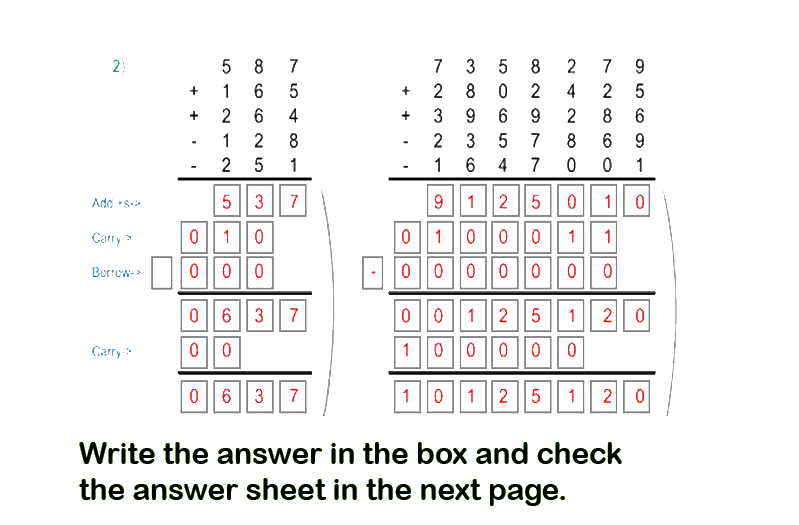 2) 5 8 7 7 3 5 8 2 7 9
+ 1 6 5 + 2 8 0 2 4 2 5
+ 2 6 4 + 3 9 6 9 2 8 6
- 1 2 8 - 2 3 5 7 8 6 9
- 2 5 1 - 1 6 4 7 0 0 1
Add +s-> 5 3 7 9 1 2 5 0 1 0
Carry-> 0 1 0 0 1 0 0 0 1 1
Borrow-> 0 0 0 - 0 0 0 0 0 0 0
0 6 3 7 0 0 1 2 5 1 2 0
Carry-> 0 0 1 0 0 0 0 0
0 6 3 7 1 0 1 2 5 1 2 0
Write the answer in the box and check
the answer sheet in the next page.